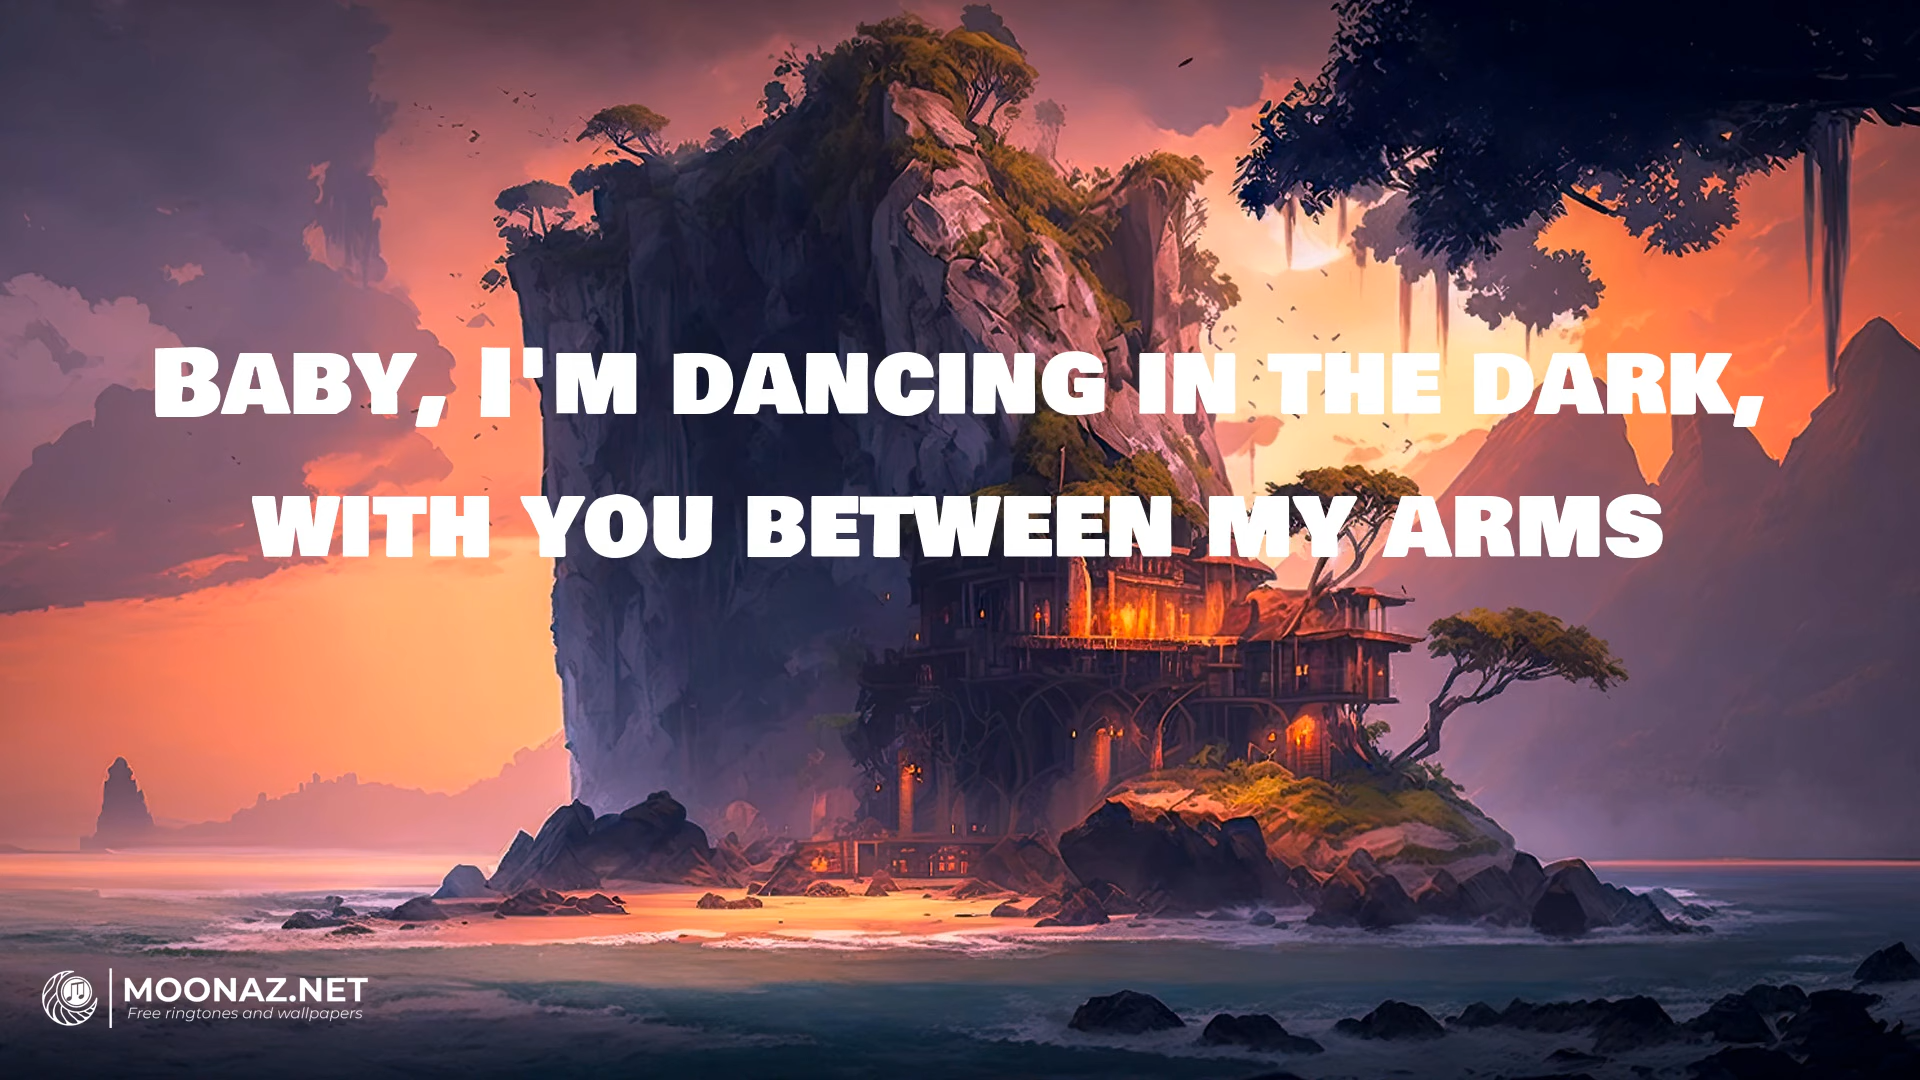 Baby, I'm dancing in the dark,
with you between my arms
MOONAZ.NET
Free ringtones and wallpapers